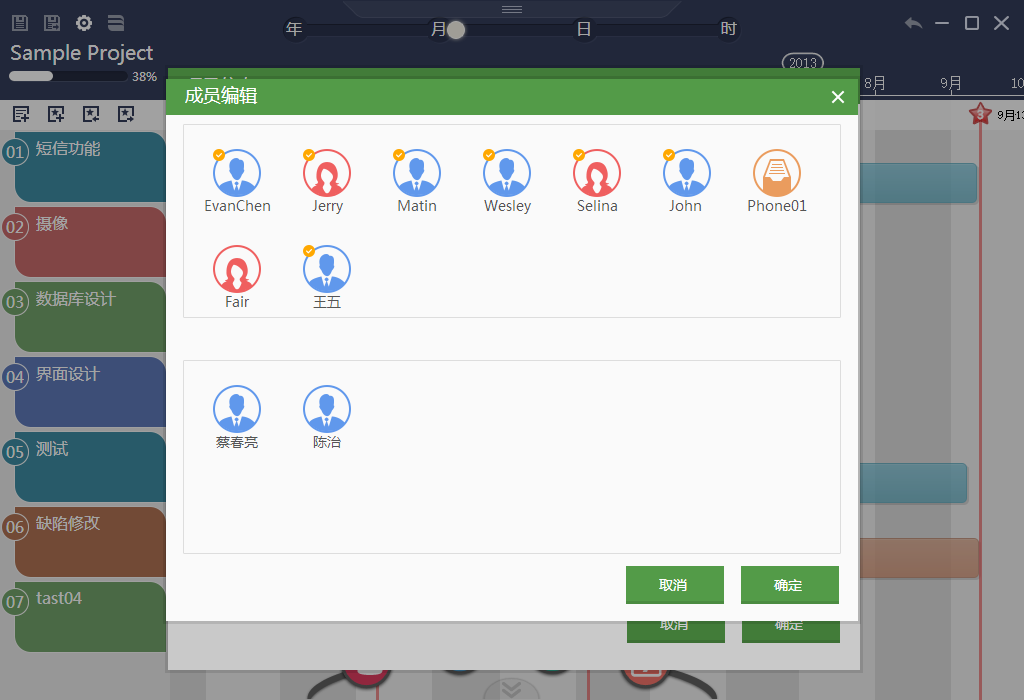 年 月 日 时
Sample Project
38%
2013
8月 9月 10
9月13
成员编辑
EvanChen Jerry Matin Wesley Selina John Phone01
Fair 王五
蔡春亮 陈治
取消 确定
取消 确定
01 短信功能
02 摄像
03 数据库设计
04 界面设计
05 测试
06 缺陷修改
07 tast04